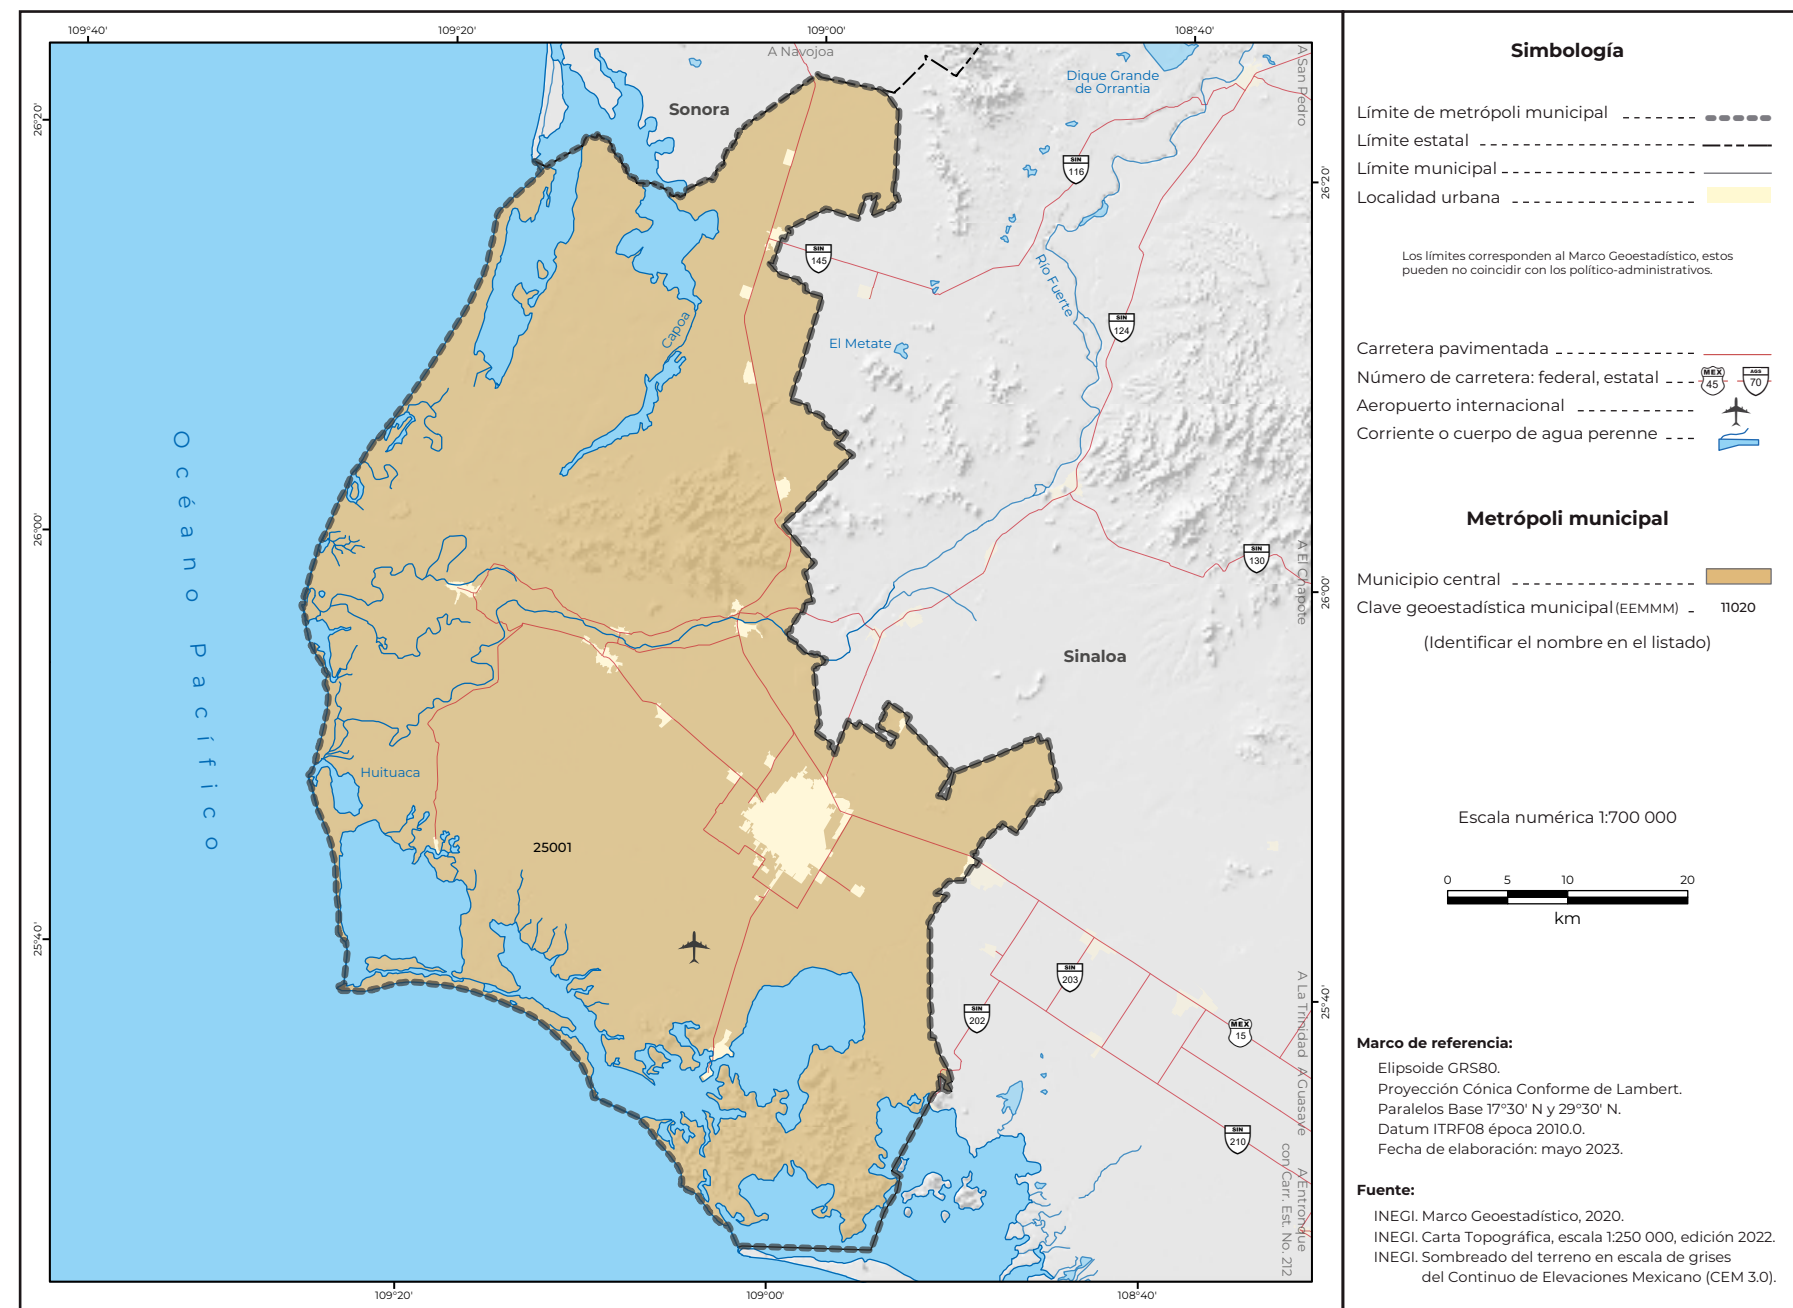 109°40'
109°20'
109°00'
108°40'
26°20'
26°00'
25°40'
26°20'
26°00'
25°40'
109°20'
109°00'
108°40'
A Navojoa
A San Pedro
Dique Grande
de Orrantia
Sonora
SIN
116
SIN
145
Río Fuerte
SIN
124
Capoa
El Metate
Océano Pacífico
SIN
130
A El Chapote
Sinaloa
Huituaca
25001
SIN
203
SIN
202
MEX
15
SIN
210
A La Trinidad
A Guasave
A Entronque
con Carr. Est. No. 212
Simbología
Límite de metrópoli municipal
Límite estatal
Límite municipal
Localidad urbana
Los límites corresponden al Marco Geoestadístico, estos
pueden no coincidir con los político-administrativos.
Carretera pavimentada
Número de carretera: federal, estatal
MEX
45
AGS
70
Aeropuerto internacional
Corriente o cuerpo de agua perenne
Metrópoli municipal
Municipio central
Clave geoestadística municipal (EEMMM) 11020
(Identificar el nombre en el listado)
Escala numérica 1:700 000
0 5 10 20
km
Marco de referencia:
Elipsoide GRS80.
Proyección Cónica Conforme de Lambert.
Paralelos Base 17°30' N y 29°30' N.
Datum ITRF08 época 2010.0.
Fecha de elaboración: mayo 2023.
Fuente:
INEGI. Marco Geoestadístico, 2020.
INEGI. Carta Topográfica, escala 1:250 000, edición 2022.
INEGI. Sombreado del terreno en escala de grises
del Continuo de Elevaciones Mexicano (CEM 3.0).